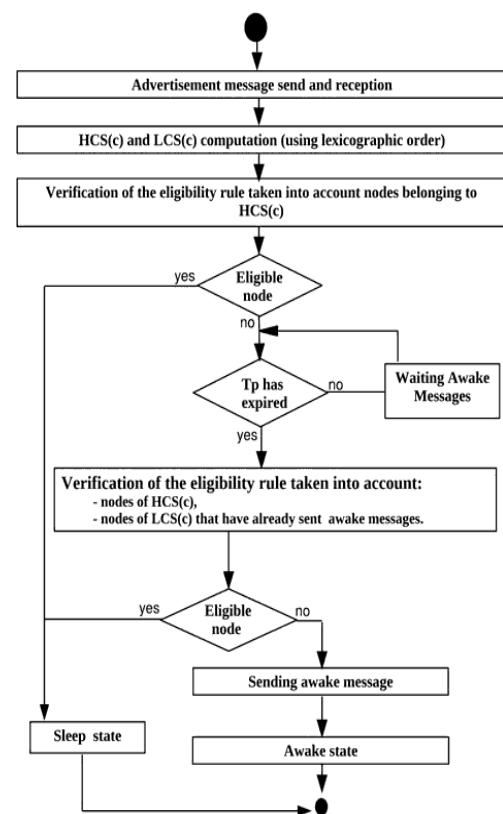 Advertisement message send and reception
HCS(c) and LCS(c) computation (using lexicographic order)
Verification of the eligibility rule taken into account nodes belonging to
HCS(c)
yes
Eligible
node
no
Tp has
expired
no
Waiting Awake
Messages
yes
Verification of the eligibility rule taken into account:
- nodes of HCS(c),
- nodes of LCS(c) that have already sent awake messages.
yes
Eligible
node
no
Sending awake message
Sleep state
Awake state